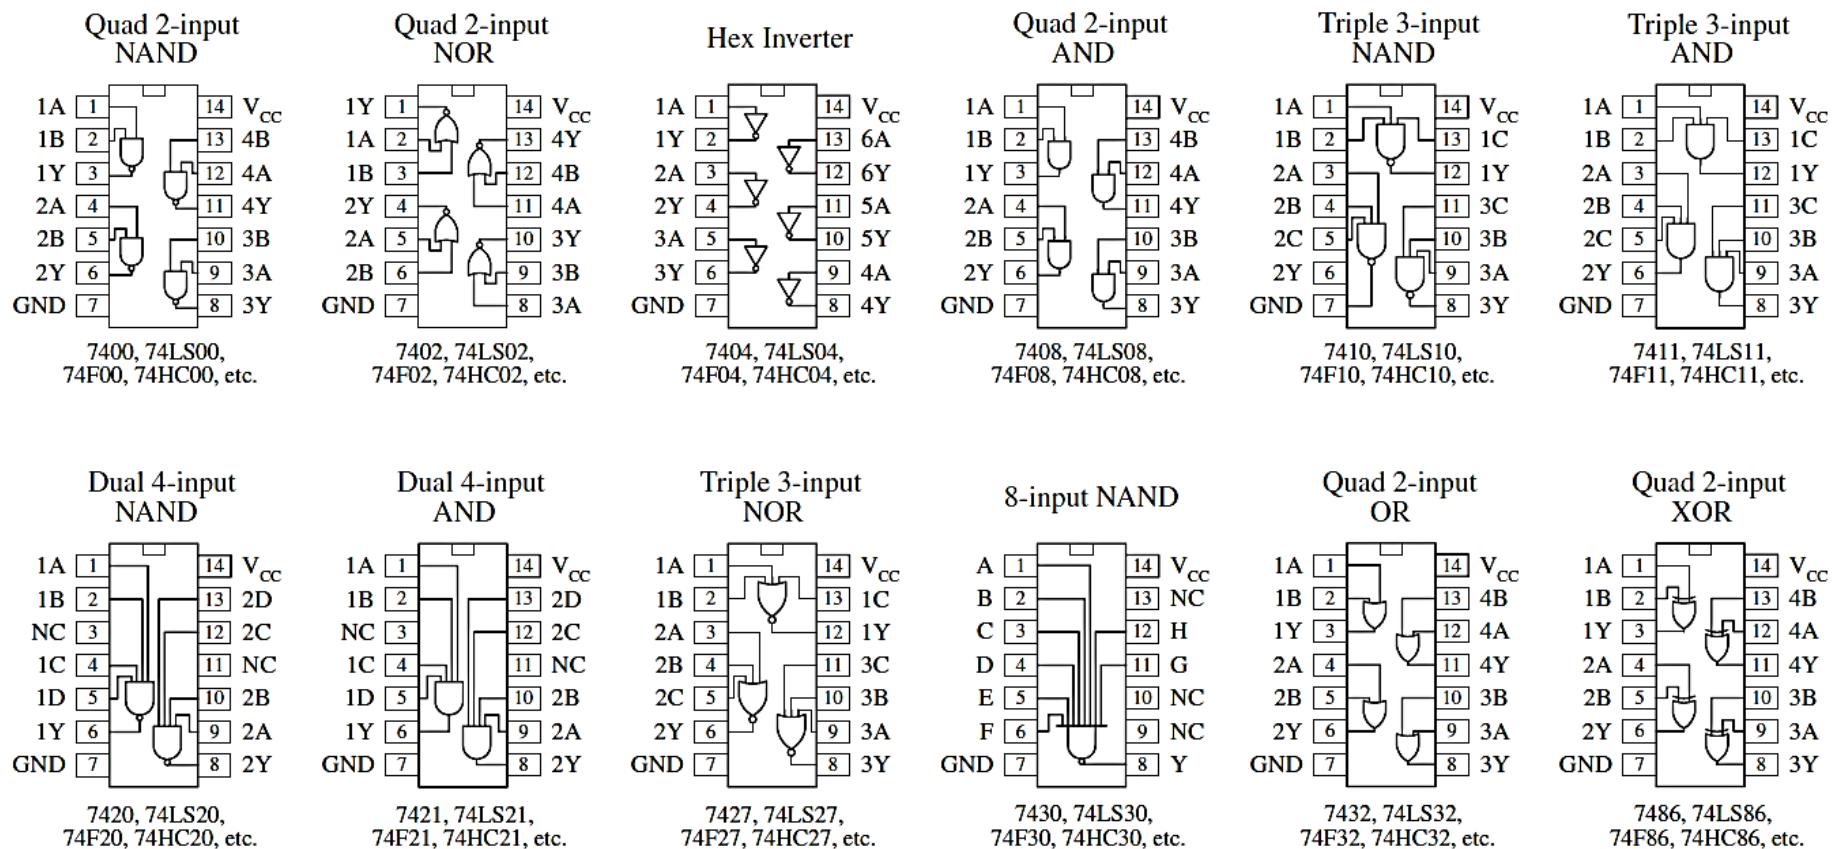 Quad 2-input
NAND
1A 1 14 VCC
1B 2 13 4B
1Y 3 12 4A
2A 4 11 4Y
2B 5 10 3B
2Y 6 9 3A
GND 7 8 3Y
7400, 74LS00,
74F00, 74HC00, etc.
Quad 2-input
NOR
1Y 1 14 VCC
1A 2 13 4Y
1B 3 12 4B
2Y 4 11 4A
2A 5 10 3Y
2B 6 9 3B
GND 7 8 3A
7402, 74LS02,
74F02, 74HC02, etc.
Hex Inverter
1A 1 14 VCC
1Y 2 13 6A
2A 3 12 6Y
2Y 4 11 5A
3A 5 10 5Y
3Y 6 9 4A
GND 7 8 4Y
7404, 74LS04,
74F04, 74HC04, etc.
Quad 2-input
AND
1A 1 14 VCC
1B 2 13 4B
1Y 3 12 4A
2A 4 11 4Y
2B 5 10 3B
2Y 6 9 3A
GND 7 8 3Y
7408, 74LS08,
74F08, 74HC08, etc.
Triple 3-input
NAND
1A 1 14 VCC
1B 2 13 1C
2A 3 12 1Y
2B 4 11 3C
2C 5 10 3B
2Y 6 9 3A
GND 7 8 3Y
7410, 74LS10,
74F10, 74HC10, etc.
Triple 3-input
AND
1A 1 14 VCC
1B 2 13 1C
2A 3 12 1Y
2B 4 11 3C
2C 5 10 3B
2Y 6 9 3A
GND 7 8 3Y
7411, 74LS11,
74F11, 74HC11, etc.
Dual 4-input
NAND
1A 1 14 VCC
1B 2 13 2D
NC 3 12 2C
1C 4 11 NC
1D 5 10 2B
1Y 6 9 2A
GND 7 8 2Y
7420, 74LS20,
74F20, 74HC20, etc.
Dual 4-input
AND
1A 1 14 VCC
1B 2 13 2D
NC 3 12 2C
1C 4 11 NC
1D 5 10 2B
1Y 6 9 2A
GND 7 8 2Y
7421, 74LS21,
74F21, 74HC21, etc.
Triple 3-input
NOR
1A 1 14 VCC
1B 2 13 1C
2A 3 12 1Y
2B 4 11 3C
2C 5 10 3B
2Y 6 9 3A
GND 7 8 3Y
7427, 74LS27,
74F27, 74HC27, etc.
8-input NAND
A 1 14 VCC
B 2 13 NC
C 3 12 H
D 4 11 G
E 5 10 NC
F 6 9 NC
GND 7 8 Y
7430, 74LS30,
74F30, 74HC30, etc.
Quad 2-input
OR
1A 1 14 VCC
1B 2 13 4B
1Y 3 12 4A
2A 4 11 4Y
2B 5 10 3B
2Y 6 9 3A
GND 7 8 3Y
7432, 74LS32,
74F32, 74HC32, etc.
Quad 2-input
XOR
1A 1 14 VCC
1B 2 13 4B
1Y 3 12 4A
2A 4 11 4Y
2B 5 10 3B
2Y 6 9 3A
GND 7 8 3Y
7486, 74LS86,
74F86, 74HC86, etc.